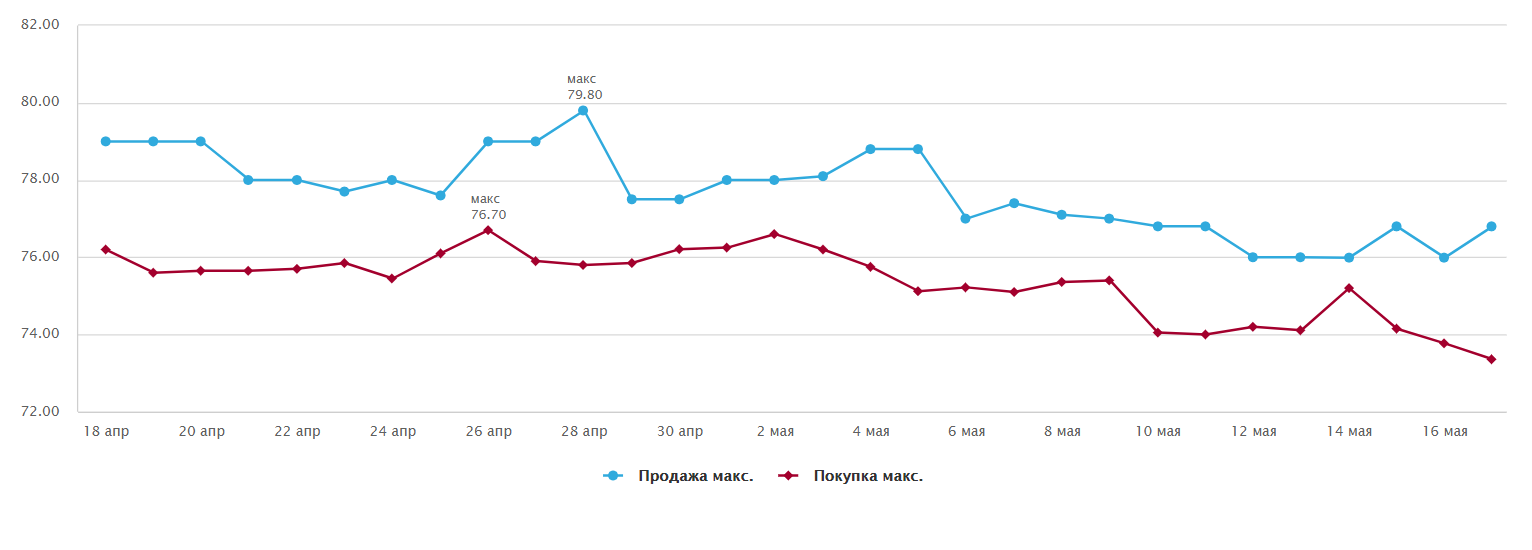 82.00
80.00
78.00
76.00
74.00
72.00
макс
79.80
макс
76.70
18 апр 20 апр 22 апр 24 апр 26 апр 28 апр 30 апр 2 мая 4 мая 6 мая 8 мая 10 мая 12 мая 14 мая 16 мая
Продажа макс. Покупка макс.